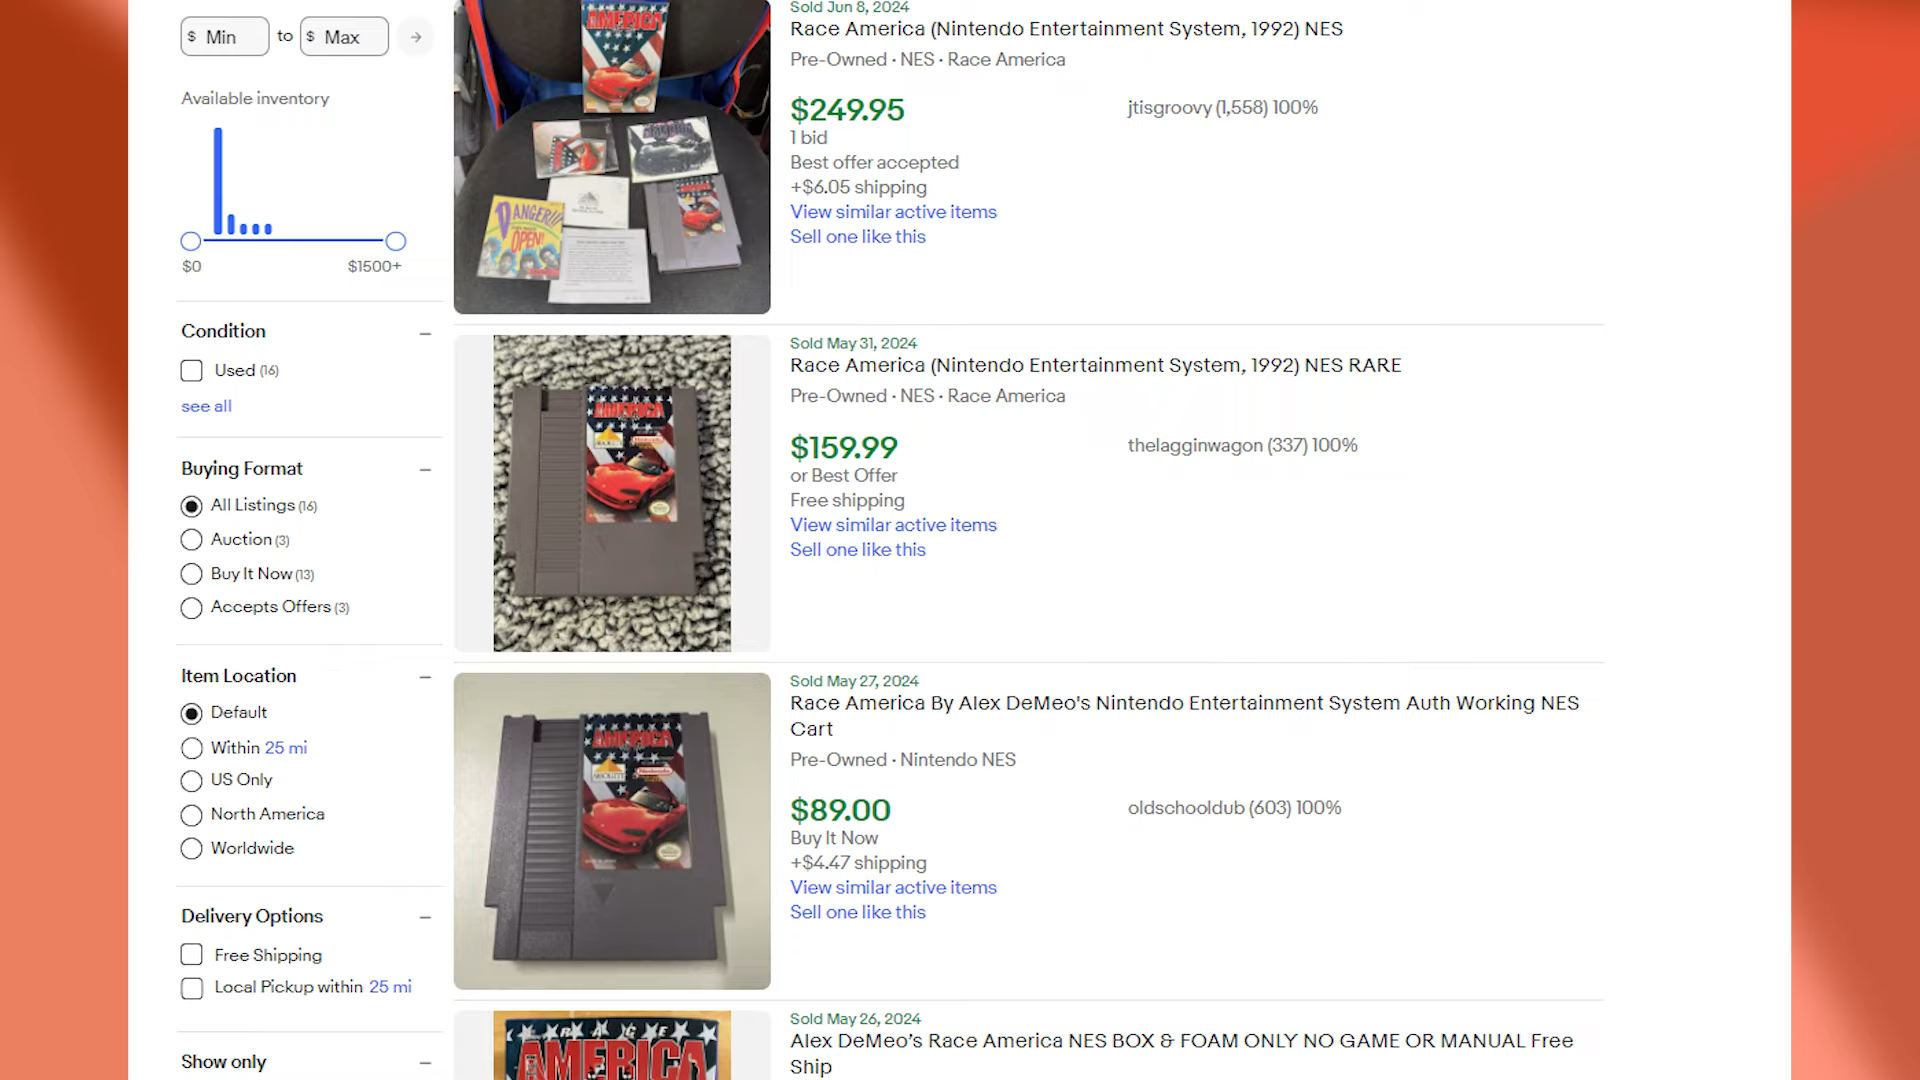 $ Min to $ Max
Available inventory
$0 $1500+
Condition
Used (16)
see all
Buying Format
All Listings (16)
Auction (3)
Buy It Now (13)
Accepts Offers (3)
Item Location
Default
Within 25 mi
US Only
North America
Worldwide
Delivery Options
Free Shipping
Local Pickup within 25 mi
Show only
AMERICA
DANGER!!!
OPEN!
Sold Jun 8, 2024
Race America (Nintendo Entertainment System, 1992) NES
Pre-Owned · NES · Race America
$249.95
jtisgroovy (1,558) 100%
1 bid
Best offer accepted
+$6.05 shipping
View similar active items
Sell one like this
AMERICA
Nintendo
Sold May 31, 2024
Race America (Nintendo Entertainment System, 1992) NES RARE
Pre-Owned · NES · Race America
$159.99
thelagginwagon (337) 100%
or Best Offer
Free shipping
View similar active items
Sell one like this
AMERICA
ABSOLUTE
Nintendo
Sold May 27, 2024
Race America By Alex DeMeo's Nintendo Entertainment System Auth Working NES
Cart
Pre-Owned · Nintendo NES
$89.00
oldschooldub (603) 100%
Buy It Now
+$4.47 shipping
View similar active items
Sell one like this
RACE
AMERICA
Sold May 26, 2024
Alex DeMeo's Race America NES BOX & FOAM ONLY NO GAME OR MANUAL Free
Ship